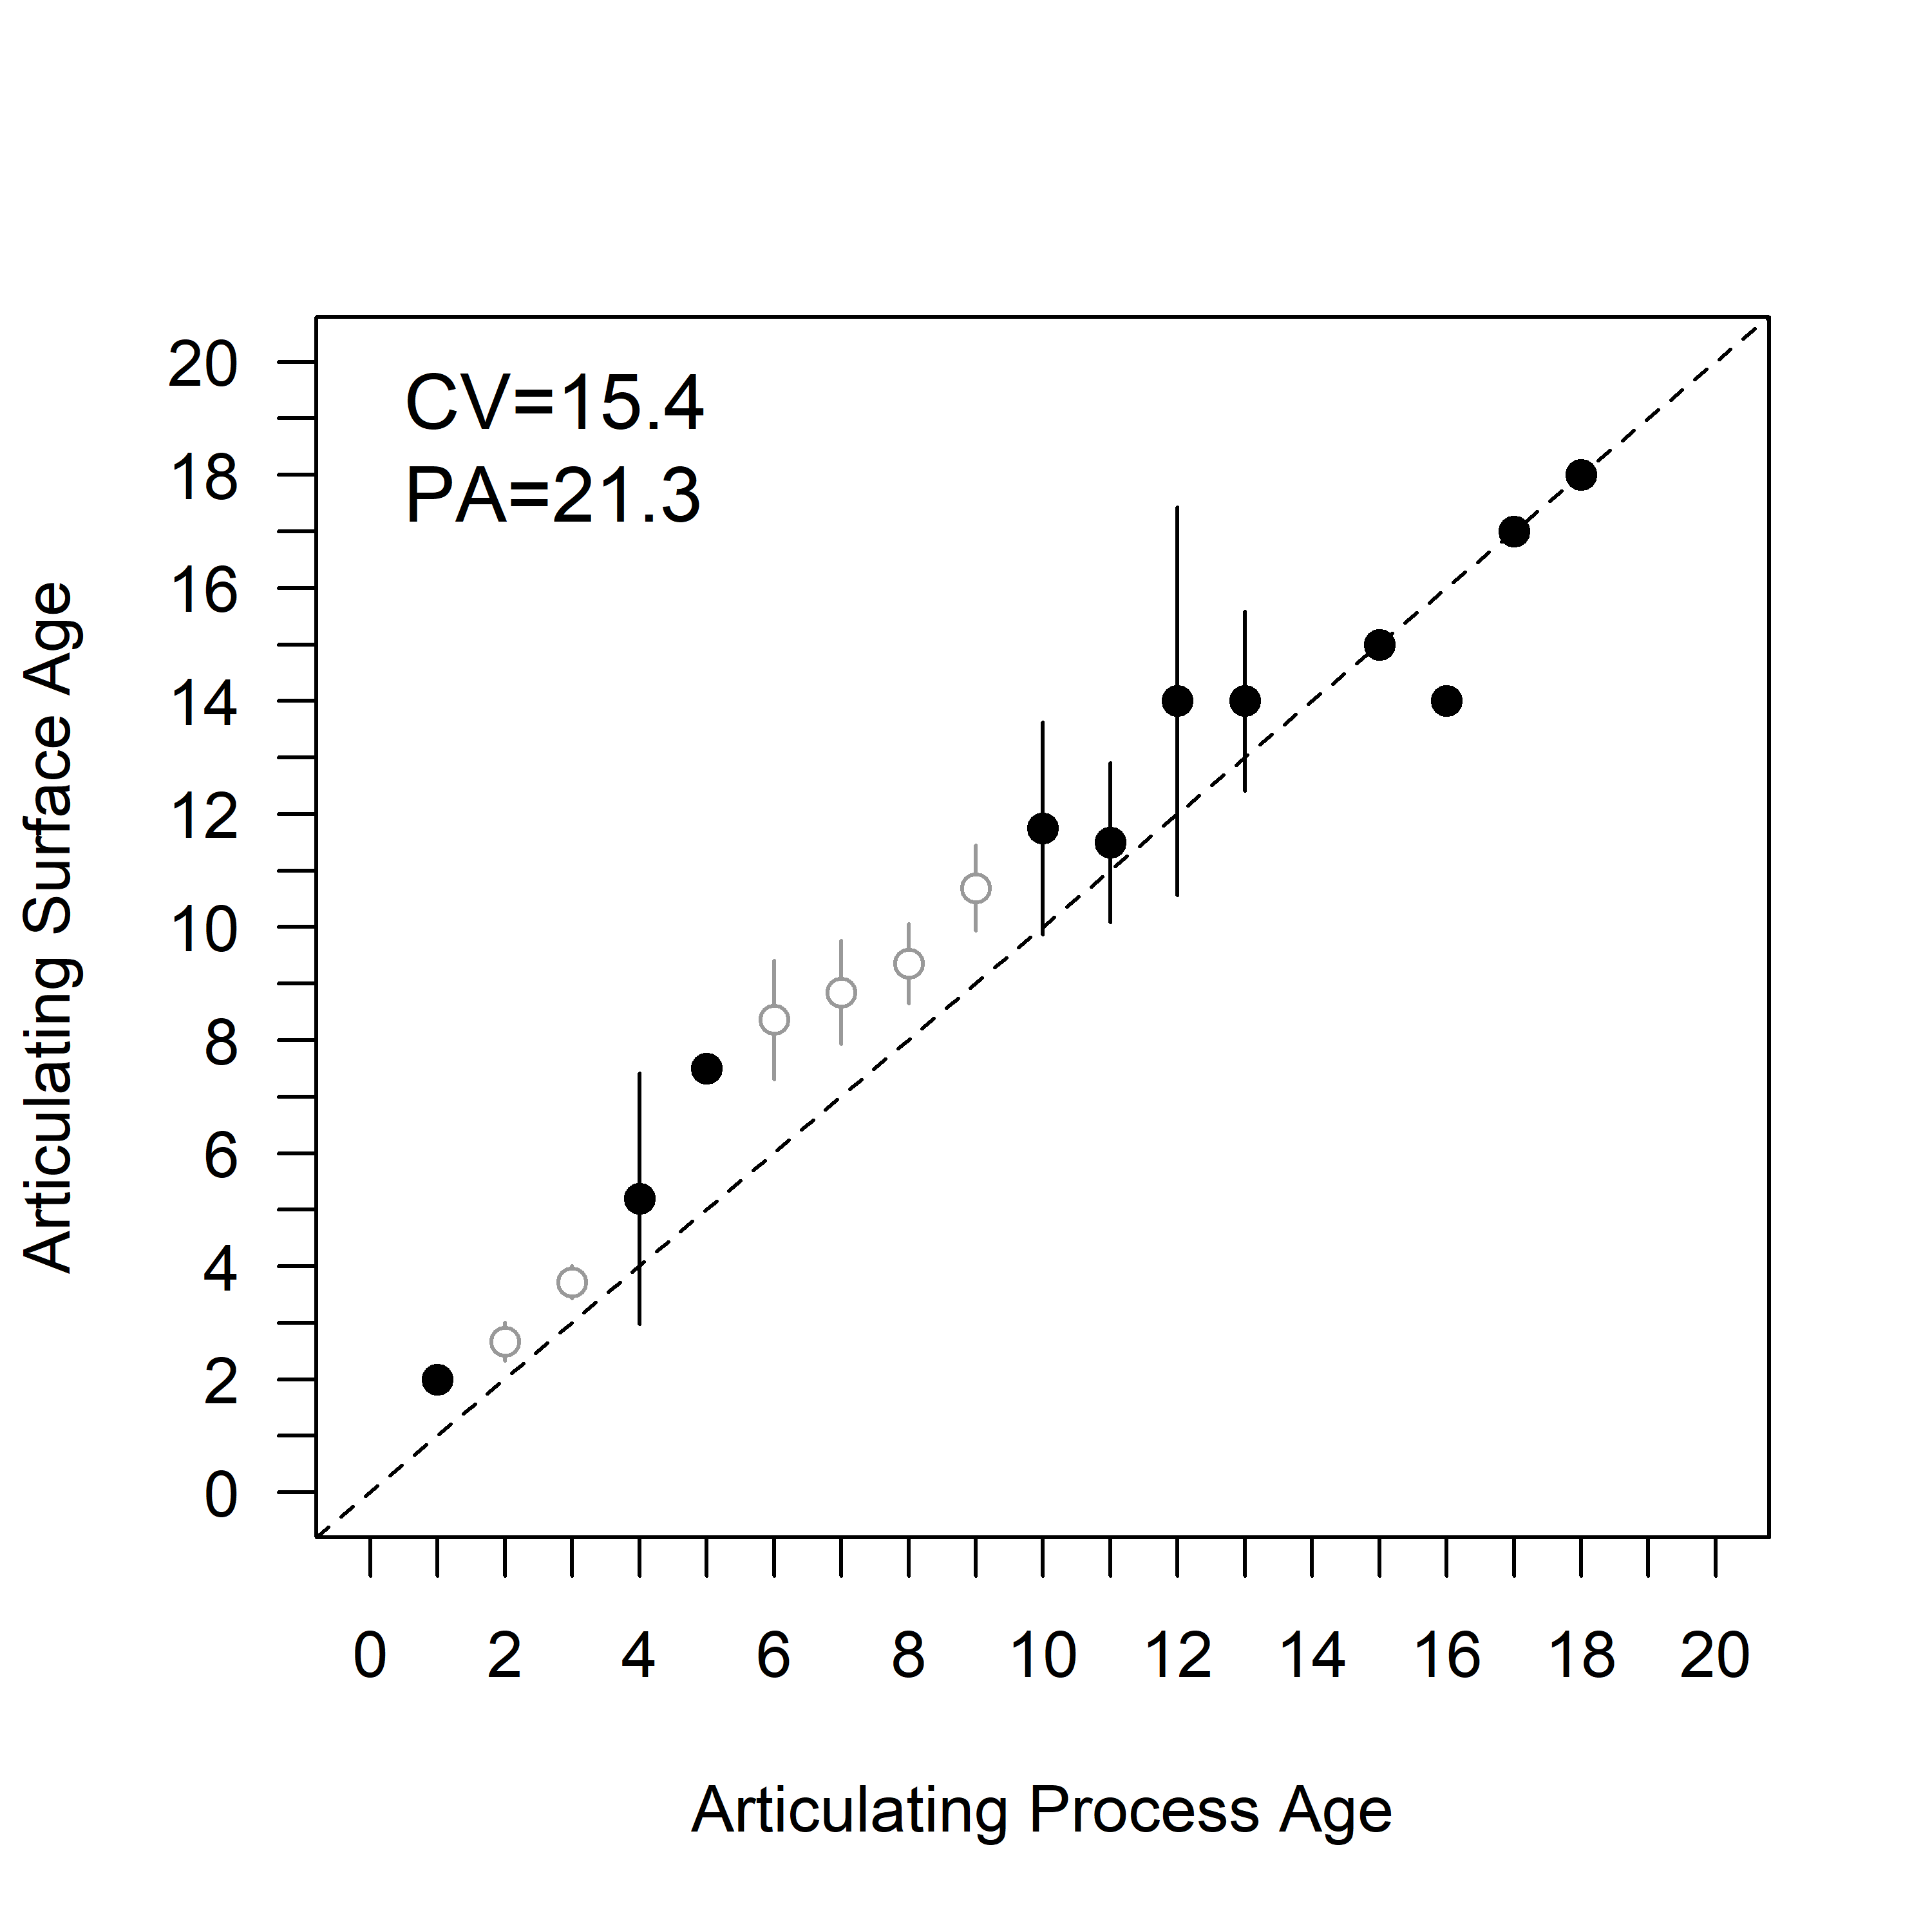 CV=15.4
PA=21.3
Articulating Surface Age
20
18
16
14
12
10
8
6
4
2
0
0 2 4 6 8 10 12 14 16 18 20
Articulating Process Age